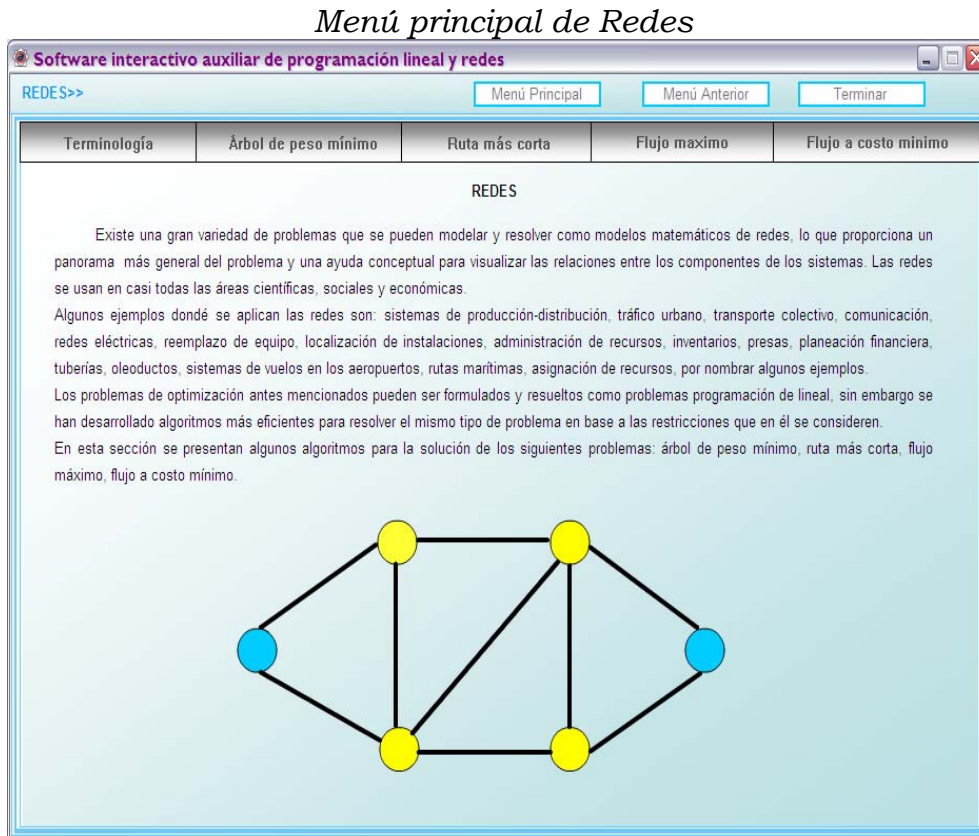 Menú principal de Redes
Software interactivo auxiliar de programación lineal y redes
REDES>>
Menú Principal
Menú Anterior
Terminar
Terminología
Árbol de peso mínimo
Ruta más corta
Flujo maximo
Flujo a costo minimo
REDES
Existe una gran variedad de problemas que se pueden modelar y resolver como modelos matemáticos de redes, lo que proporciona un
panorama más general del problema y una ayuda conceptual para visualizar las relaciones entre los componentes de los sistemas. Las redes
se usan en casi todas las áreas científicas, sociales y económicas.
Algunos ejemplos dondé se aplican las redes son: sistemas de producción-distribución, tráfico urbano, transporte colectivo, comunicación,
redes eléctricas, reemplazo de equipo, localización de instalaciones, administración de recursos, inventarios, presas, planeación financiera,
tuberías, oleoductos, sistemas de vuelos en los aeropuertos, rutas marítimas, asignación de recursos, por nombrar algunos ejemplos.
Los problemas de optimización antes mencionados pueden ser formulados y resueltos como problemas programación de lineal, sin embargo se
han desarrollado algoritmos más eficientes para resolver el mismo tipo de problema en base a las restricciones que en él se consideren.
En esta sección se presentan algunos algoritmos para la solución de los siguientes problemas: árbol de peso mínimo, ruta más corta, flujo
máximo, flujo a costo mínimo.